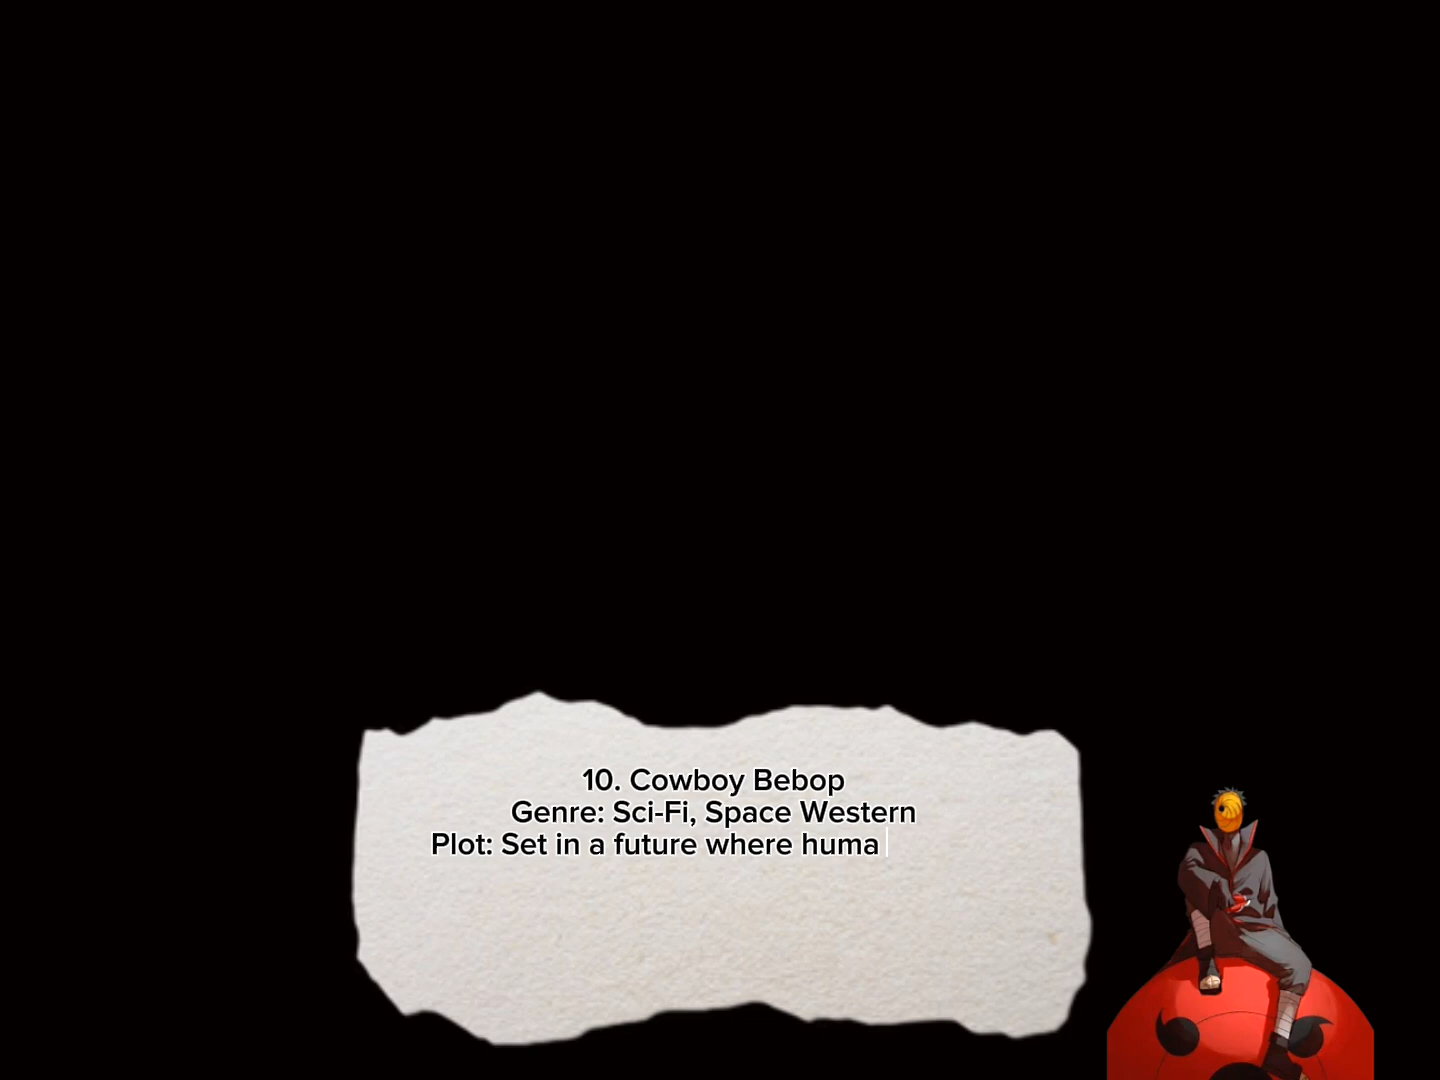 10. Cowboy Bebop
Genre: Sci-Fi, Space Western
Plot: Set in a future where huma